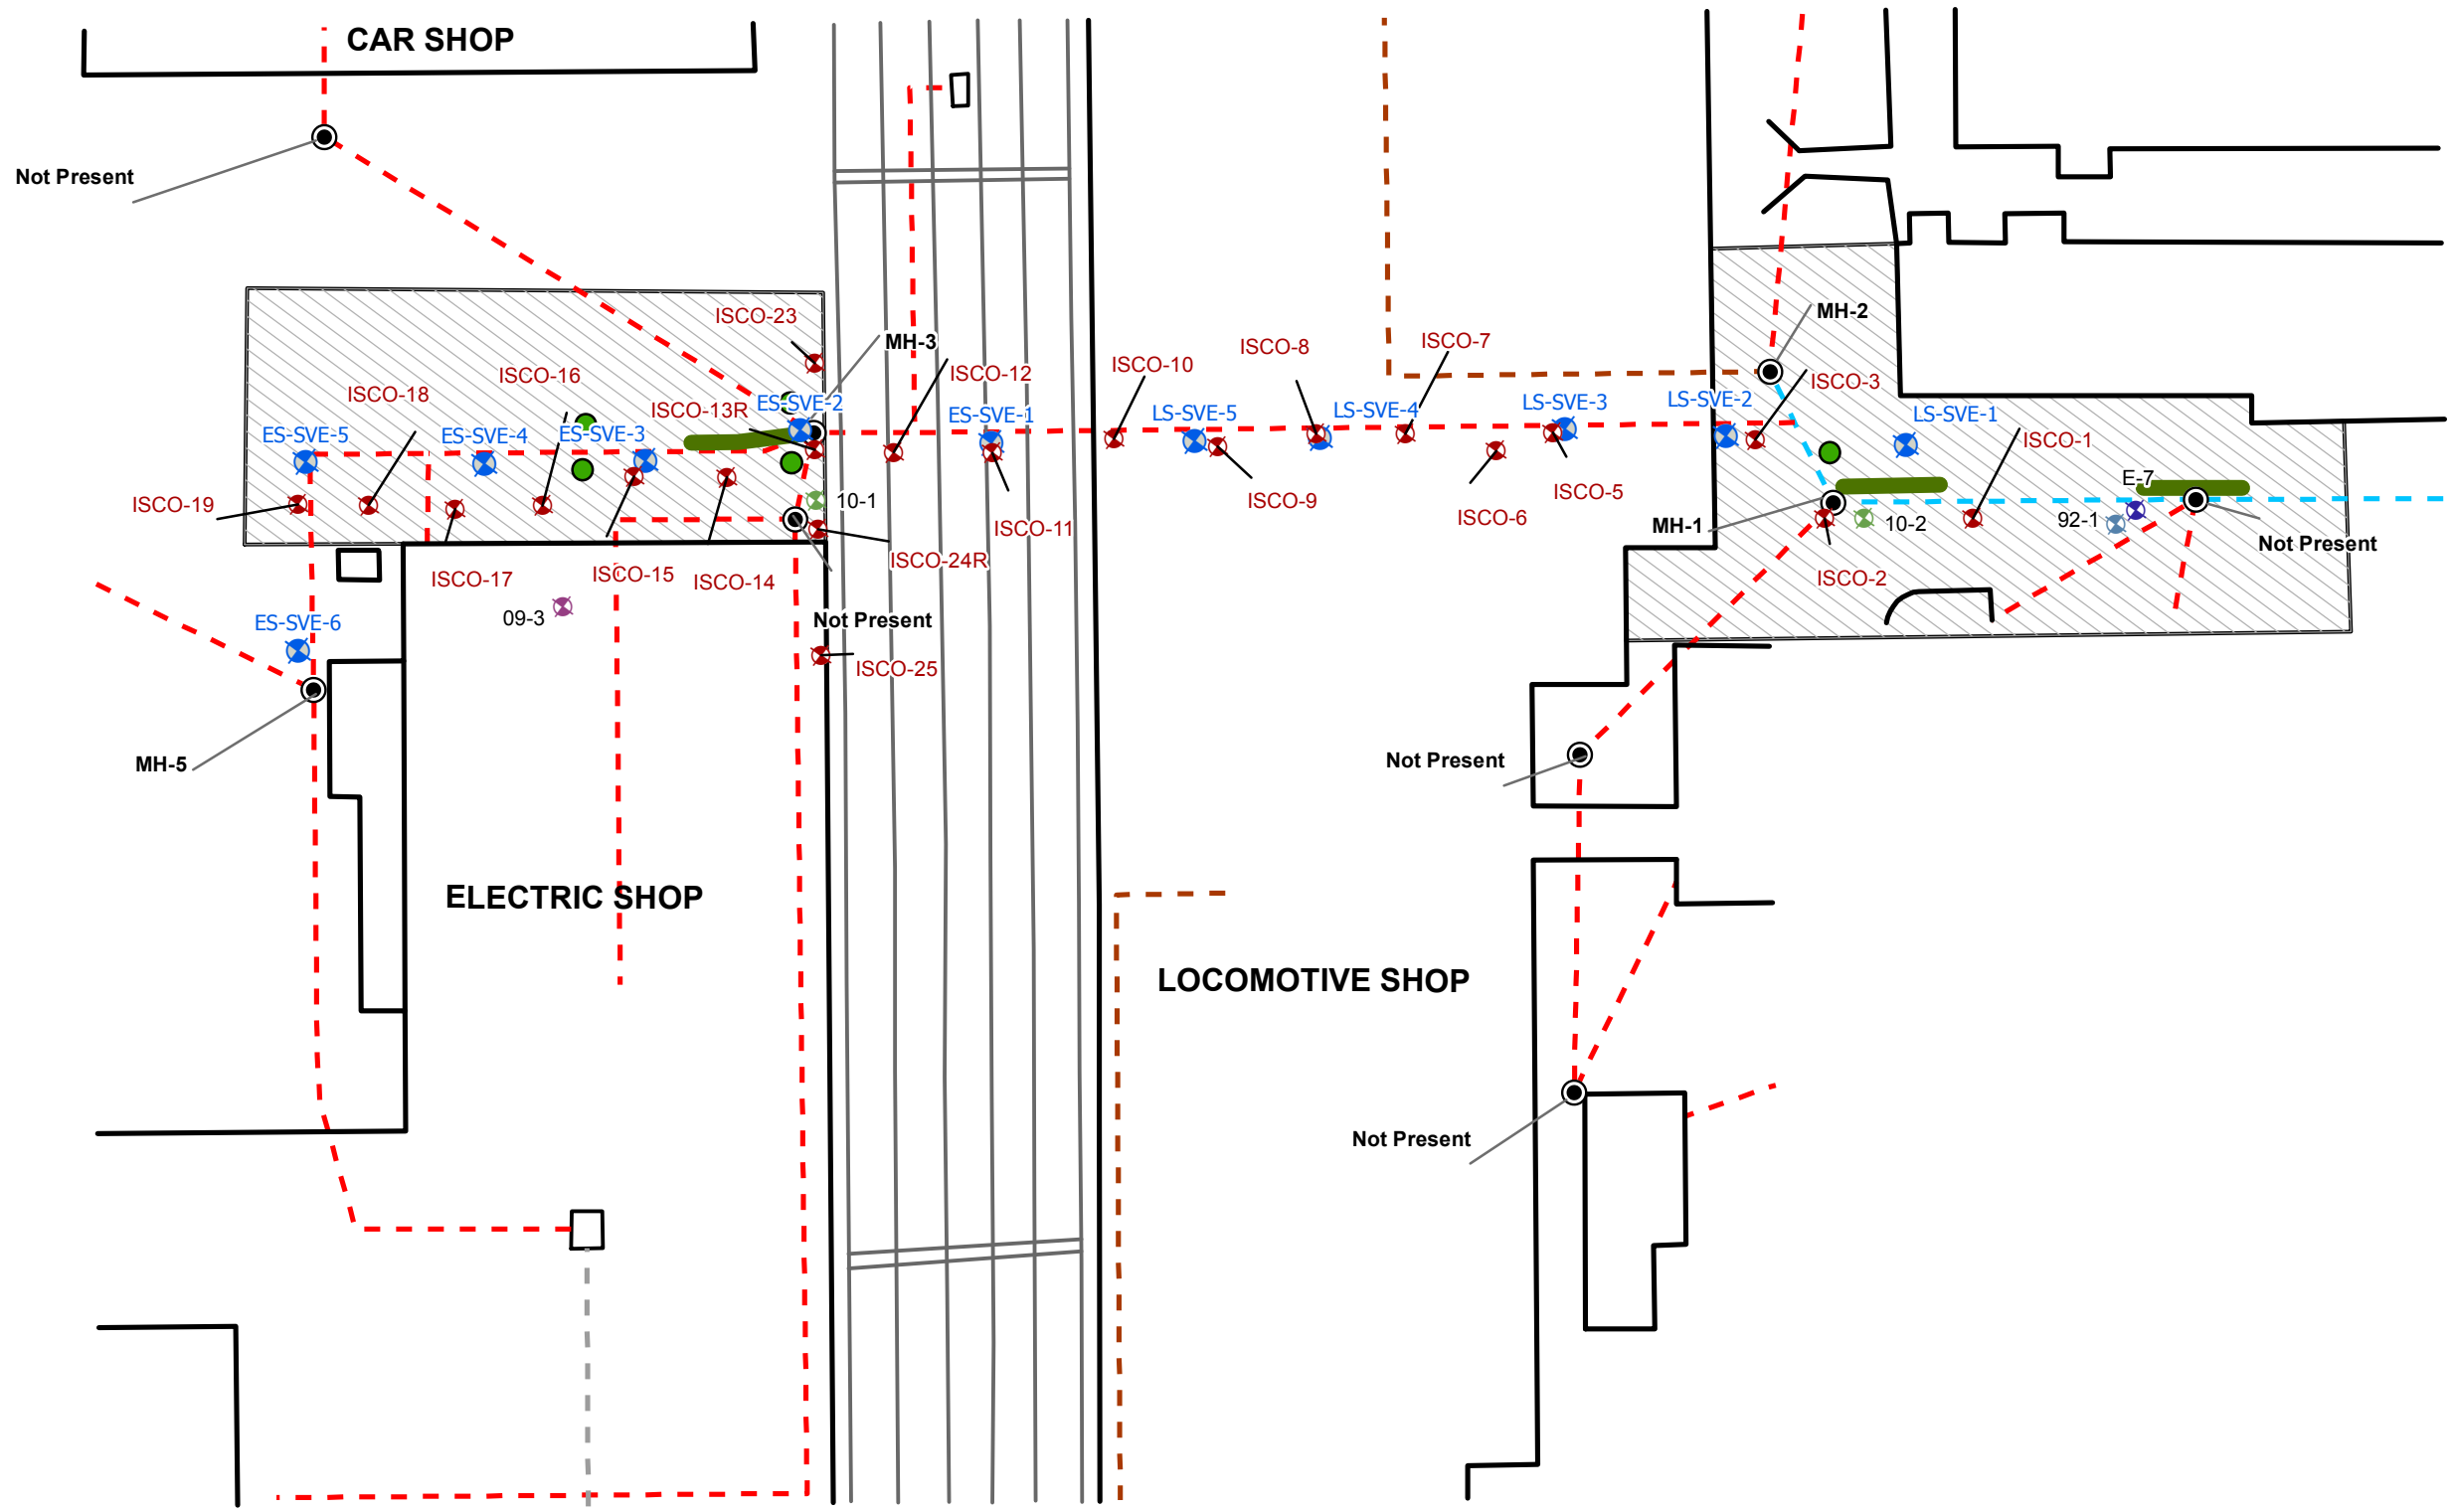 CAR SHOP
Not Present
MH-2
ISCO-23
MH-3
ISCO-7
ISCO-8
ISCO-10
ISCO-12
ISCO-16
ISCO-3
ISCO-18
ISCO-13R
ES-SVE-2
ES-SVE-1
LS-SVE-5
LS-SVE-4
LS-SVE-3
LS-SVE-2
LS-SVE-1
ES-SVE-5
ES-SVE-4
ES-SVE-3
ISCO-1
E-7
ISCO-19
10-1
ISCO-9
ISCO-5
ISCO-6
ISCO-11
MH-1
10-2
92-1
Not Present
ISCO-24R
ISCO-17
ISCO-15
ISCO-14
ISCO-2
09-3
Not Present
ES-SVE-6
ISCO-25
MH-5
Not Present
ELECTRIC SHOP
LOCOMOTIVE SHOP
Not Present